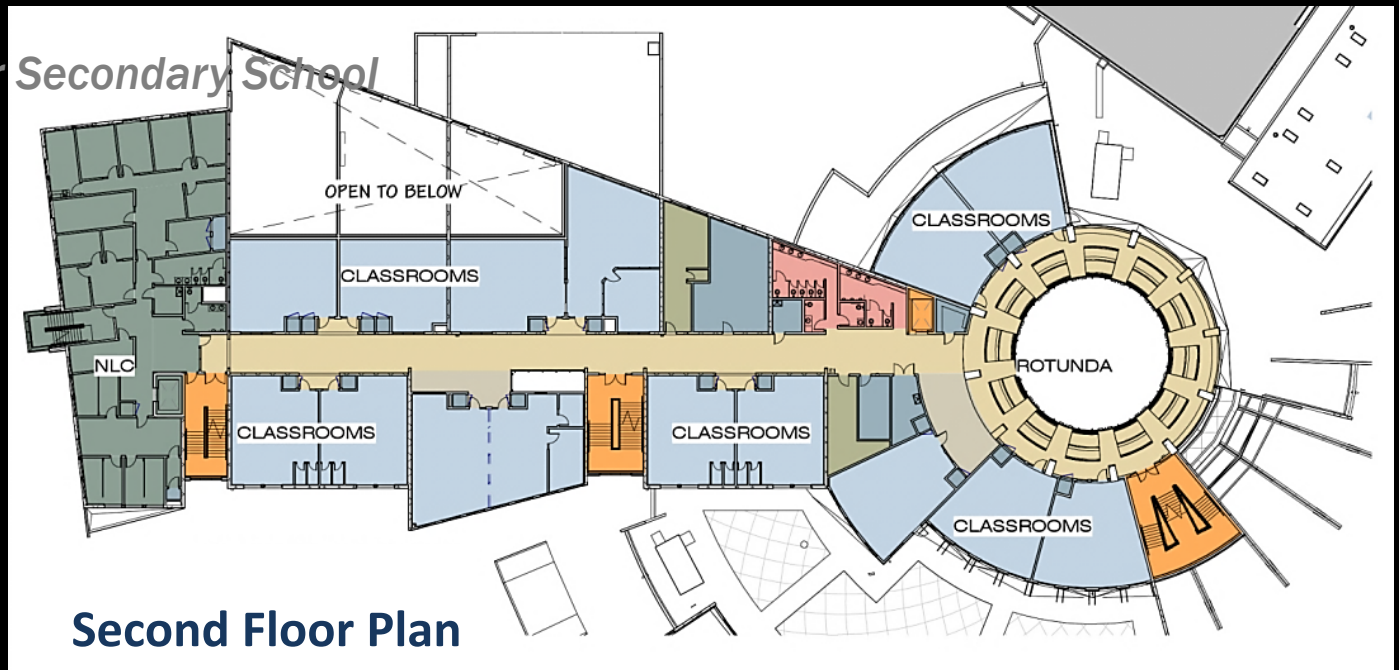 Secondary School
OPEN TO BELOW
CLASSROOMS
CLASSROOMS
NLC
ROTUNDA
CLASSROOMS
CLASSROOMS
CLASSROOMS
Second Floor Plan